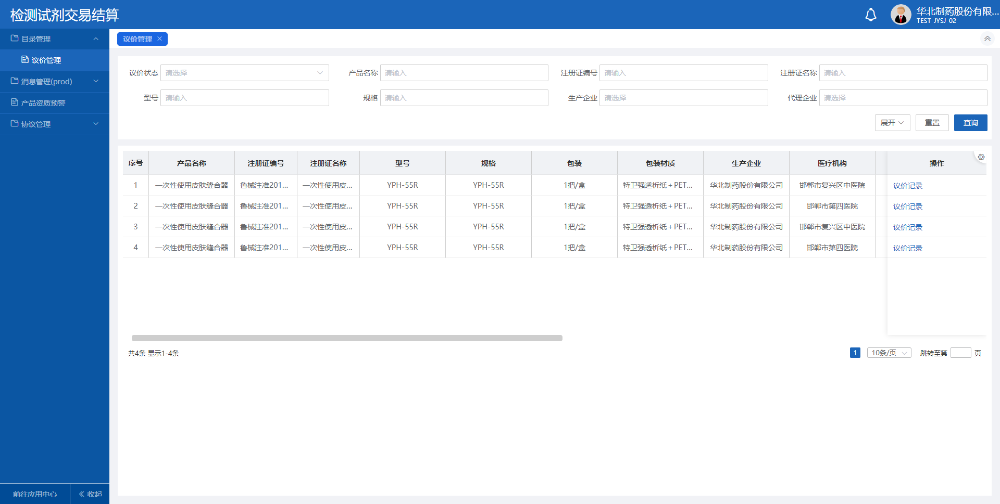 检测试剂交易结算
华北制药股份有限...
TEST JYSJ 02
目录管理
议价管理
消息管理(prod)
产品资质预警
协议管理
前往应用中心
收起
议价管理
议价状态 请选择 产品名称 请输入 注册证编号 请输入 注册证名称 请输入
型号 请输入 规格 请输入 生产企业 请选择 代理企业 请选择
展开 重置 查询
序号 产品名称 注册证编号 注册证名称 型号 规格 包装 包装材质 生产企业 医疗机构 操作
1 一次性使用皮肤缝合器 鲁械注准201... 一次性使用皮... YPH-55R YPH-55R 1把/盒 特卫强透析纸+PET... 华北制药股份有限公司 邯郸市复兴区中医院 议价记录
2 一次性使用皮肤缝合器 鲁械注准201... 一次性使用皮... YPH-55R YPH-55R 1把/盒 特卫强透析纸+PET... 华北制药股份有限公司 邯郸市第四医院 议价记录
3 一次性使用皮肤缝合器 鲁械注准201... 一次性使用皮... YPH-55R YPH-55R 1把/盒 特卫强透析纸+PET... 华北制药股份有限公司 邯郸市复兴区中医院 议价记录
4 一次性使用皮肤缝合器 鲁械注准201... 一次性使用皮... YPH-55R YPH-55R 1把/盒 特卫强透析纸+PET... 华北制药股份有限公司 邯郸市第四医院 议价记录
共4条 显示1-4条
1 10条/页 跳转至第 页